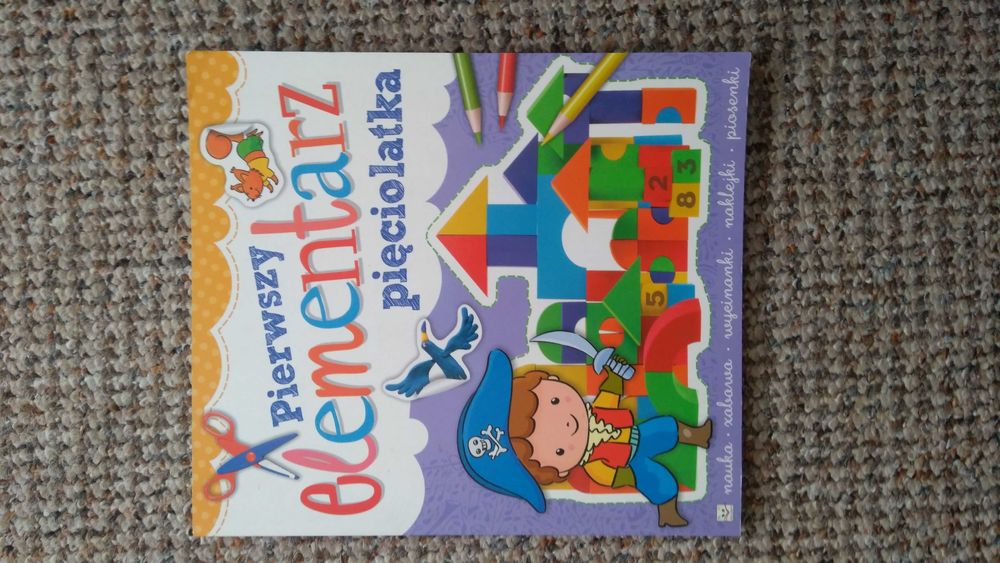 Pierwszy
elementarz
pięciolatka
2
8 3
5
nauka · zabawa · wycinanki · naklejki · piosenki